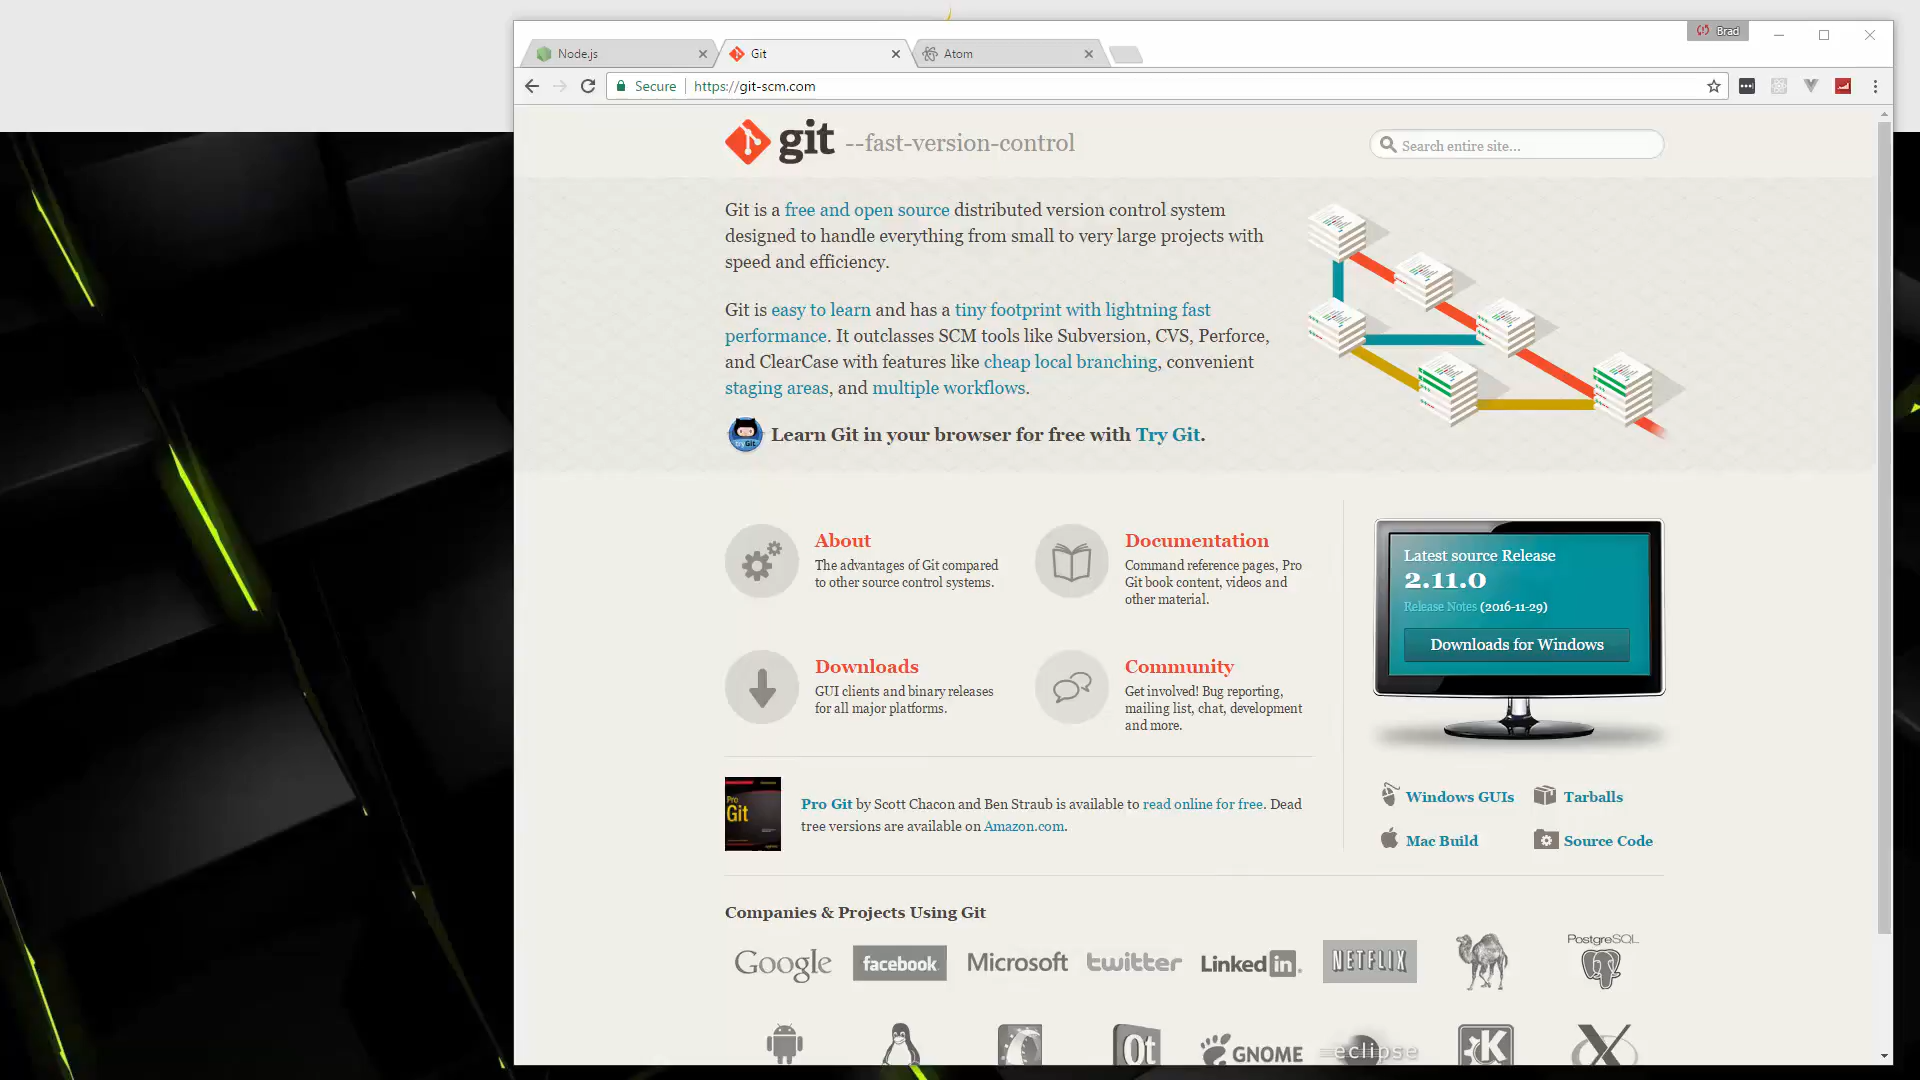 Brad
Node.js
Git
Atom
Secure
https://git-scm.com
git --fast-version-control
Search entire site...
Git is a free and open source distributed version control system
designed to handle everything from small to very large projects with
speed and efficiency.
Git is easy to learn and has a tiny footprint with lightning fast
performance. It outclasses SCM tools like Subversion, CVS, Perforce,
and ClearCase with features like cheap local branching, convenient
staging areas, and multiple workflows.
Learn Git in your browser for free with Try Git.
About
The advantages of Git compared
to other source control systems.
Documentation
Command reference pages, Pro
Git book content, videos and
other material.
Downloads
GUI clients and binary releases
for all major platforms.
Community
Get involved! Bug reporting,
mailing list, chat, development
and more.
Latest source Release
2.11.0
Release Notes (2016-11-29)
Downloads for Windows
Windows GUIs
Tarballs
Mac Build
Source Code
Pro
Git
Pro Git by Scott Chacon and Ben Straub is available to read online for free. Dead
tree versions are available on Amazon.com.
Companies & Projects Using Git
Google
facebook
Microsoft
twitter
Linked in
NETFLIX
PostgreSQL
Qt
GNOME
eclipse
K
X